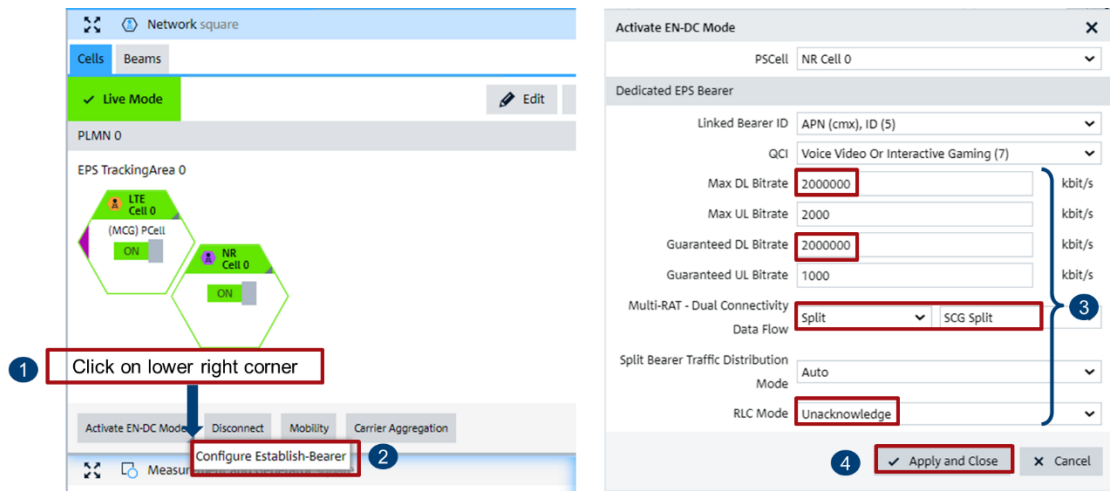 Network square
Cells Beams
✓ Live Mode
Edit
PLMN 0
EPS TrackingArea 0
LTE
Cell 0
(MCG) PCell
ON
NR
Cell 0
ON
1 Click on lower right corner
Activate EN-DC Mode Disconnect Mobility Carrier Aggregation
Configure Establish-Bearer 2
Activate EN-DC Mode
PSCell NR Cell 0
Dedicated EPS Bearer
Linked Bearer ID APN (cmx), ID (5)
QCI Voice Video Or Interactive Gaming (7)
Max DL Bitrate 2000000 kbit/s
Max UL Bitrate 2000 kbit/s
Guaranteed DL Bitrate 2000000 kbit/s
Guaranteed UL Bitrate 1000 kbit/s
Multi-RAT - Dual Connectivity
Data Flow Split SCG Split
3
Split Bearer Traffic Distribution
Mode Auto
RLC Mode Unacknowledge
4 ✓ Apply and Close X Cancel